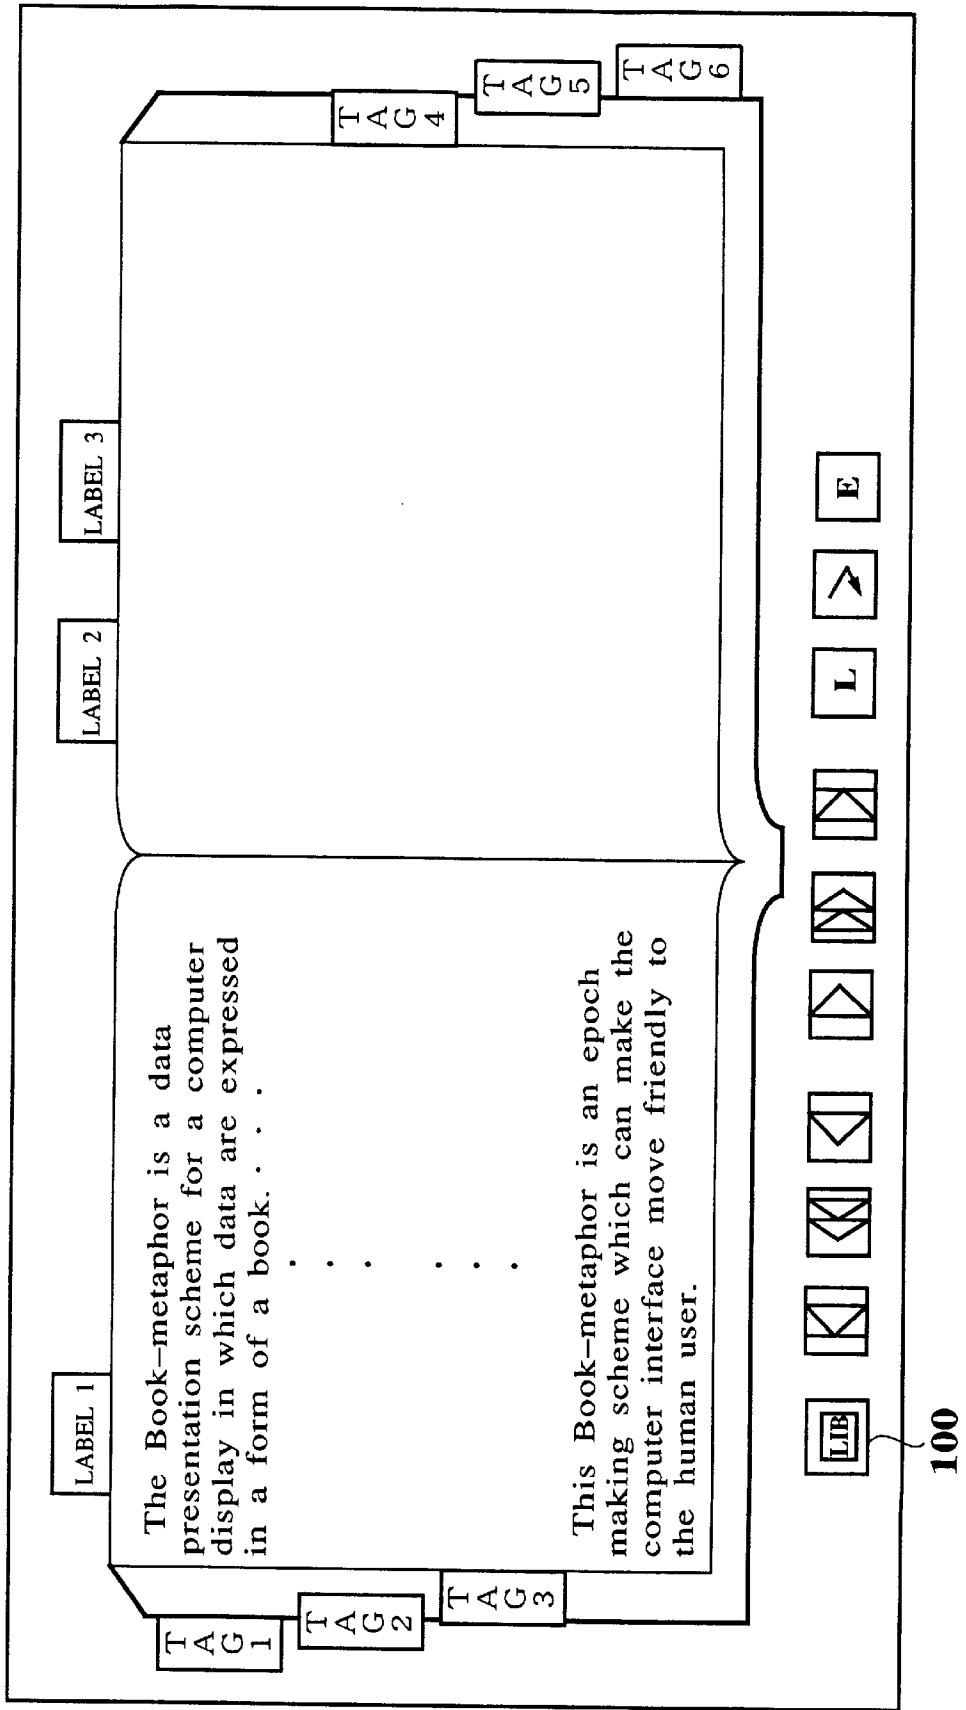 LABEL 1
LABEL 2
LABEL 3
TAG 1
TAG 2
TAG 3
The Book–metaphor is a data
presentation scheme for a computer
display in which data are expressed
in a form of a book. . . .
This Book–metaphor is an epoch
making scheme which can make the
computer interface move friendly to
the human user.
TAG 4
TAG 5
TAG 6
LIB
L
E
100